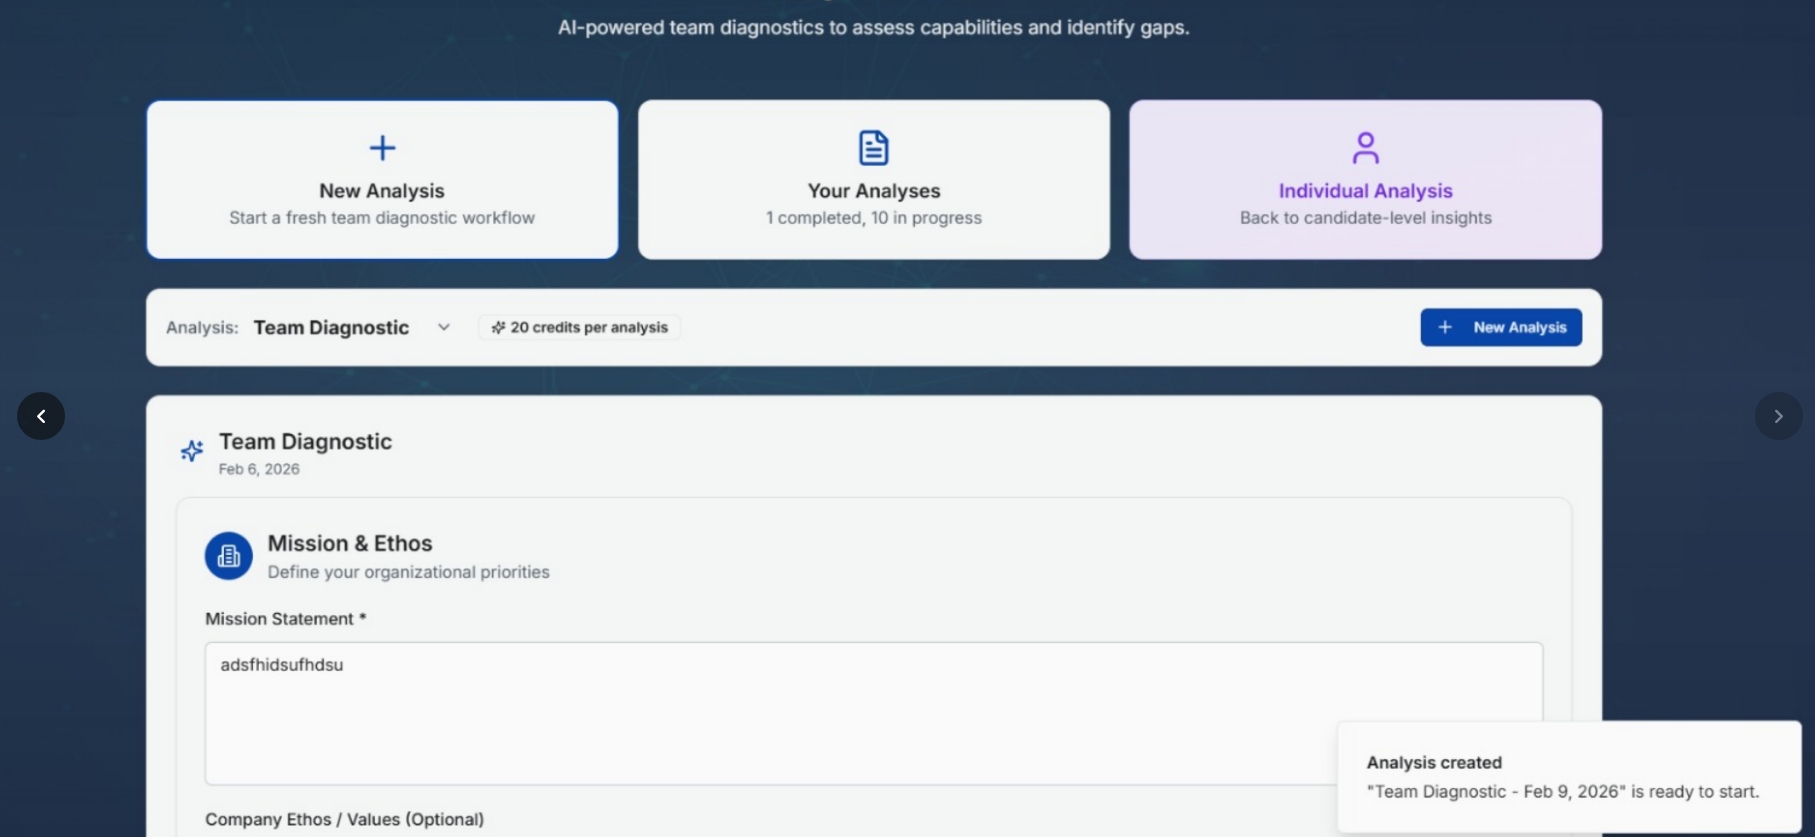 AI-powered team diagnostics to assess capabilities and identify gaps.
New Analysis
Start a fresh team diagnostic workflow
Your Analyses
1 completed, 10 in progress
Individual Analysis
Back to candidate-level insights
Analysis: Team Diagnostic
20 credits per analysis
New Analysis
Team Diagnostic
Feb 6, 2026
Mission & Ethos
Define your organizational priorities
Mission Statement *
adsfhidsufhdsu
Company Ethos / Values (Optional)
Analysis created
"Team Diagnostic - Feb 9, 2026" is ready to start.